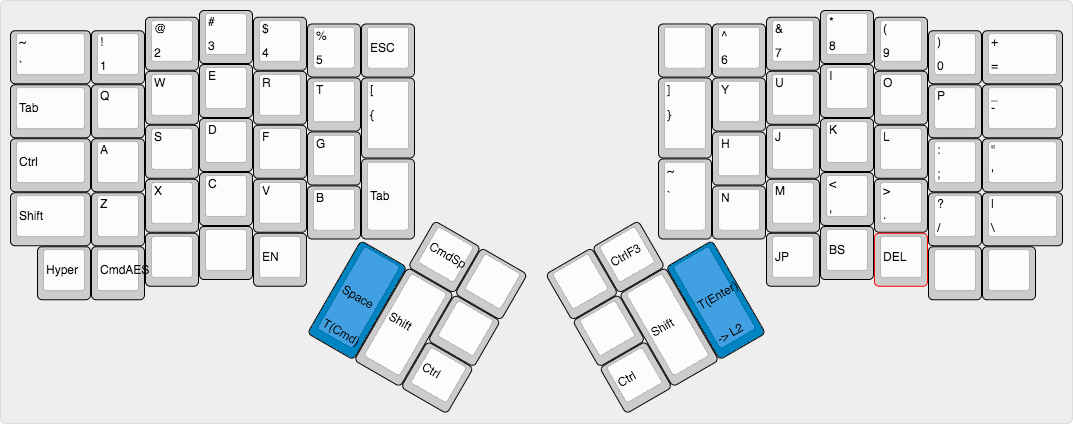 ~
`
!
1
@
2
#
3
$
4
%
5
ESC
Tab
Q
W
E
R
T
[
{
Ctrl
A
S
D
F
G
Shift
Z
X
C
V
B
Tab
Hyper
CmdAES
EN
CmdSp
Space
T(Cmd)
Shift
Ctrl
^
6
&
7
*
8
(
9
)
0
+
=
]
}
Y
U
I
O
P
_
-
H
J
K
L
:
;
"
'
~
`
N
M
<
,
>
.
?
/
|
\
JP
BS
DEL
CtrlF3
T(Enter)
-> L2
Shift
Ctrl